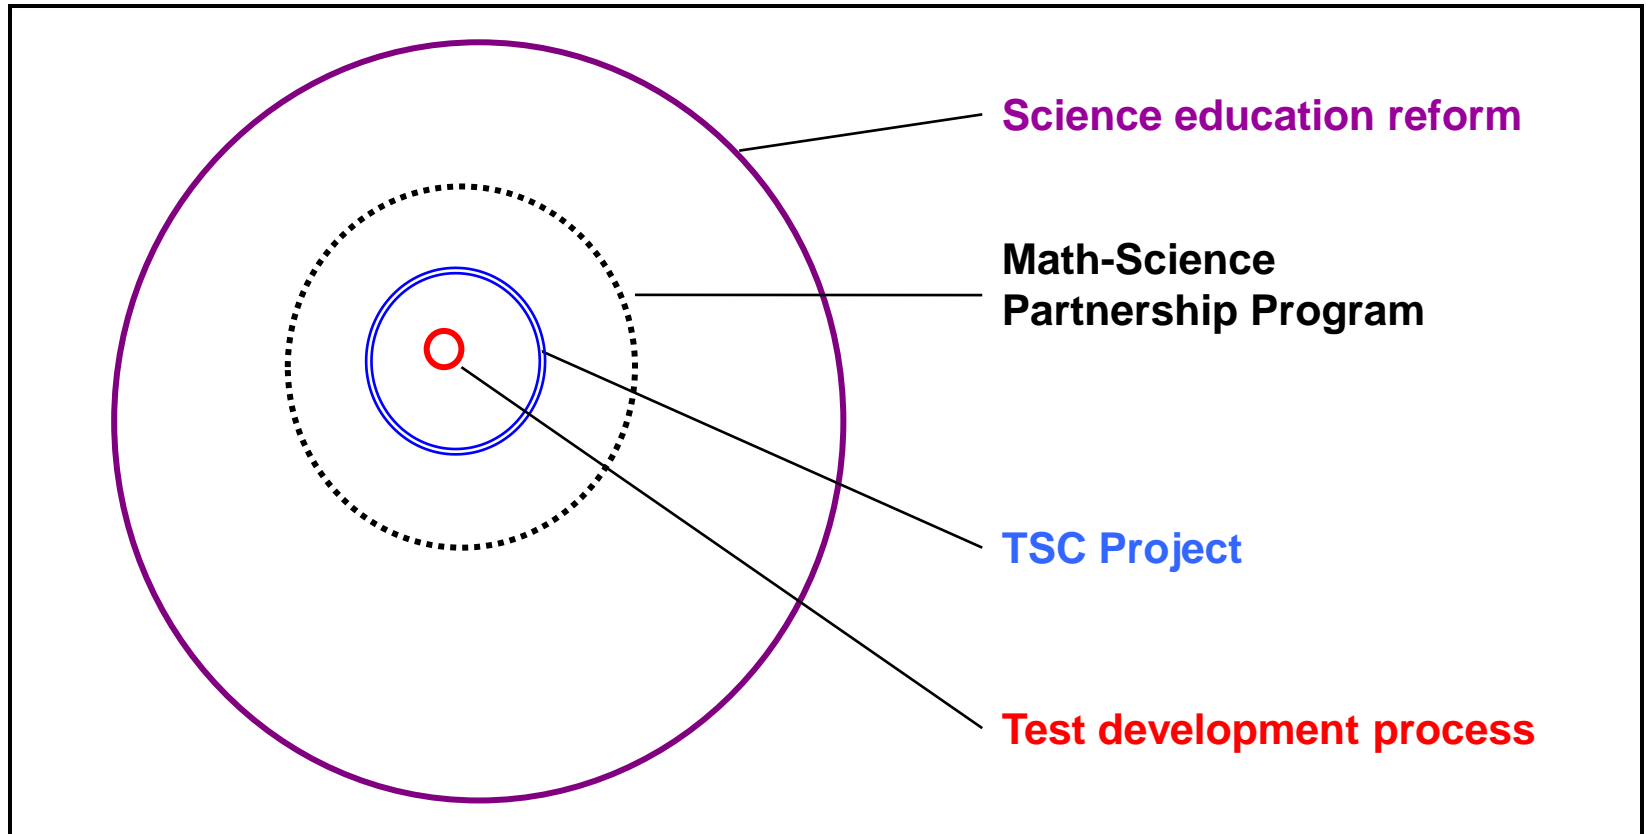 Science education reform
Math-Science
Partnership Program
TSC Project
Test development process